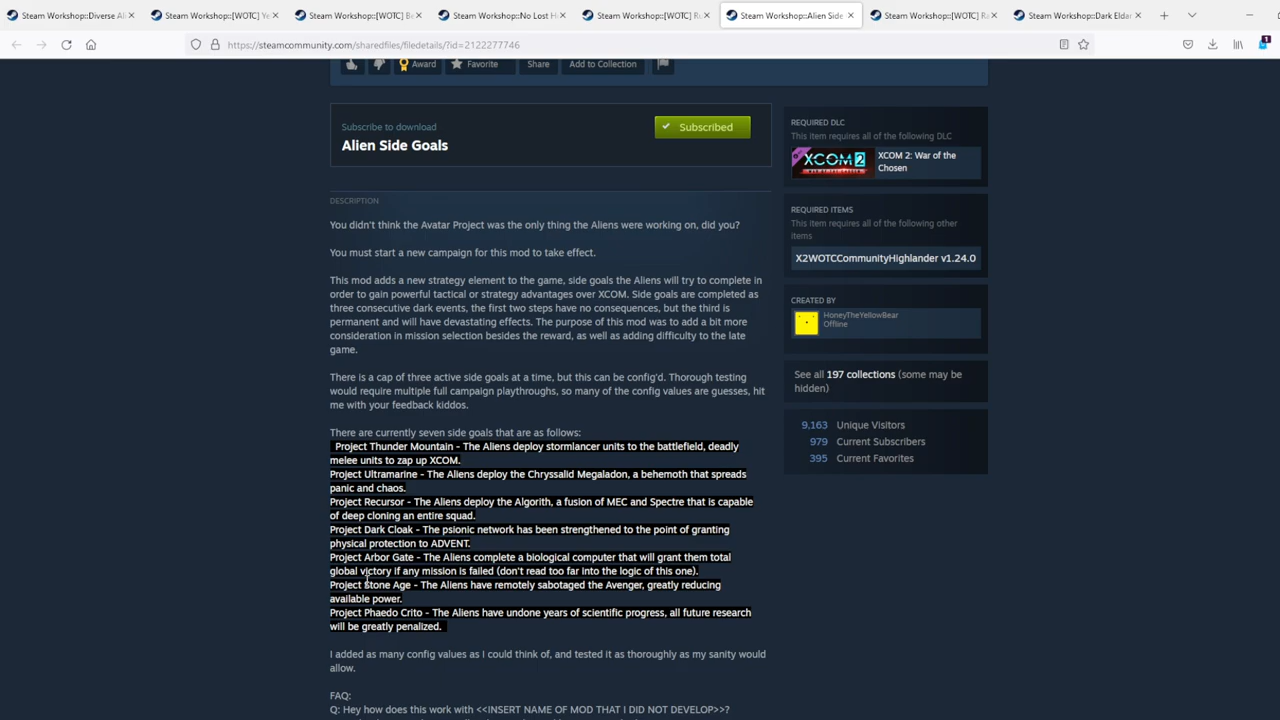 Steam Workshop::Diverse Ali
Steam Workshop::[WOTC] Ye
Steam Workshop::[WOTC] Be
Steam Workshop::No Lost Hi
Steam Workshop::[WOTC] R
Steam Workshop::Alien Side
Steam Workshop::[WOTC] Ra
Steam Workshop::Dark Eldar
https://steamcommunity.com/sharedfiles/filedetails/?id=2122277746
1
Award
Favorite
Share
Add to Collection
Subscribe to download
Alien Side Goals
Subscribed
DESCRIPTION
You didn't think the Avatar Project was the only thing the Aliens were working on, did you?
You must start a new campaign for this mod to take effect.
This mod adds a new strategy element to the game, side goals the Aliens will try to complete in
order to gain powerful tactical or strategy advantages over XCOM. Side goals are completed as
three consecutive dark events, the first two steps have no consequences, but the third is
permanent and will have devastating effects. The purpose of this mod was to add a bit more
consideration in mission selection besides the reward, as well as adding difficulty to the late
game.
There is a cap of three active side goals at a time, but this can be config'd. Thorough testing
would require multiple full campaign playthroughs, so many of the config values are guesses, hit
me with your feedback kiddos.
There are currently seven side goals that are as follows:
Project Thunder Mountain - The Aliens deploy stormlancer units to the battlefield, deadly
melee units to zap up XCOM.
Project Ultramarine - The Aliens deploy the Chryssalid Megaladon, a behemoth that spreads
panic and chaos.
Project Recursor - The Aliens deploy the Algorith, a fusion of MEC and Spectre that is capable
of deep cloning an entire squad.
Project Dark Cloak - The psionic network has been strengthened to the point of granting
physical protection to ADVENT.
Project Arbor Gate - The Aliens complete a biological computer that will grant them total
global victory if any mission is failed (don't read too far into the logic of this one).
Project Stone Age - The Aliens have remotely sabotaged the Avenger, greatly reducing
available power.
Project Phaedo Crito - The Aliens have undone years of scientific progress, all future research
will be greatly penalized.
I added as many config values as I could think of, and tested it as thoroughly as my sanity would
allow.
FAQ:
Q: Hey how does this work with <<INSERT NAME OF MOD THAT I DID NOT DEVELOP>>?
REQUIRED DLC
This item requires all of the following DLC
XCOM 2
XCOM 2: War of the
Chosen
REQUIRED ITEMS
This item requires all of the following other
items
X2WOTCCommunityHighlander v1.24.0
CREATED BY
HoneyTheYellowBear
Offline
See all 197 collections (some may be
hidden)
9,163 Unique Visitors
979 Current Subscribers
395 Current Favorites